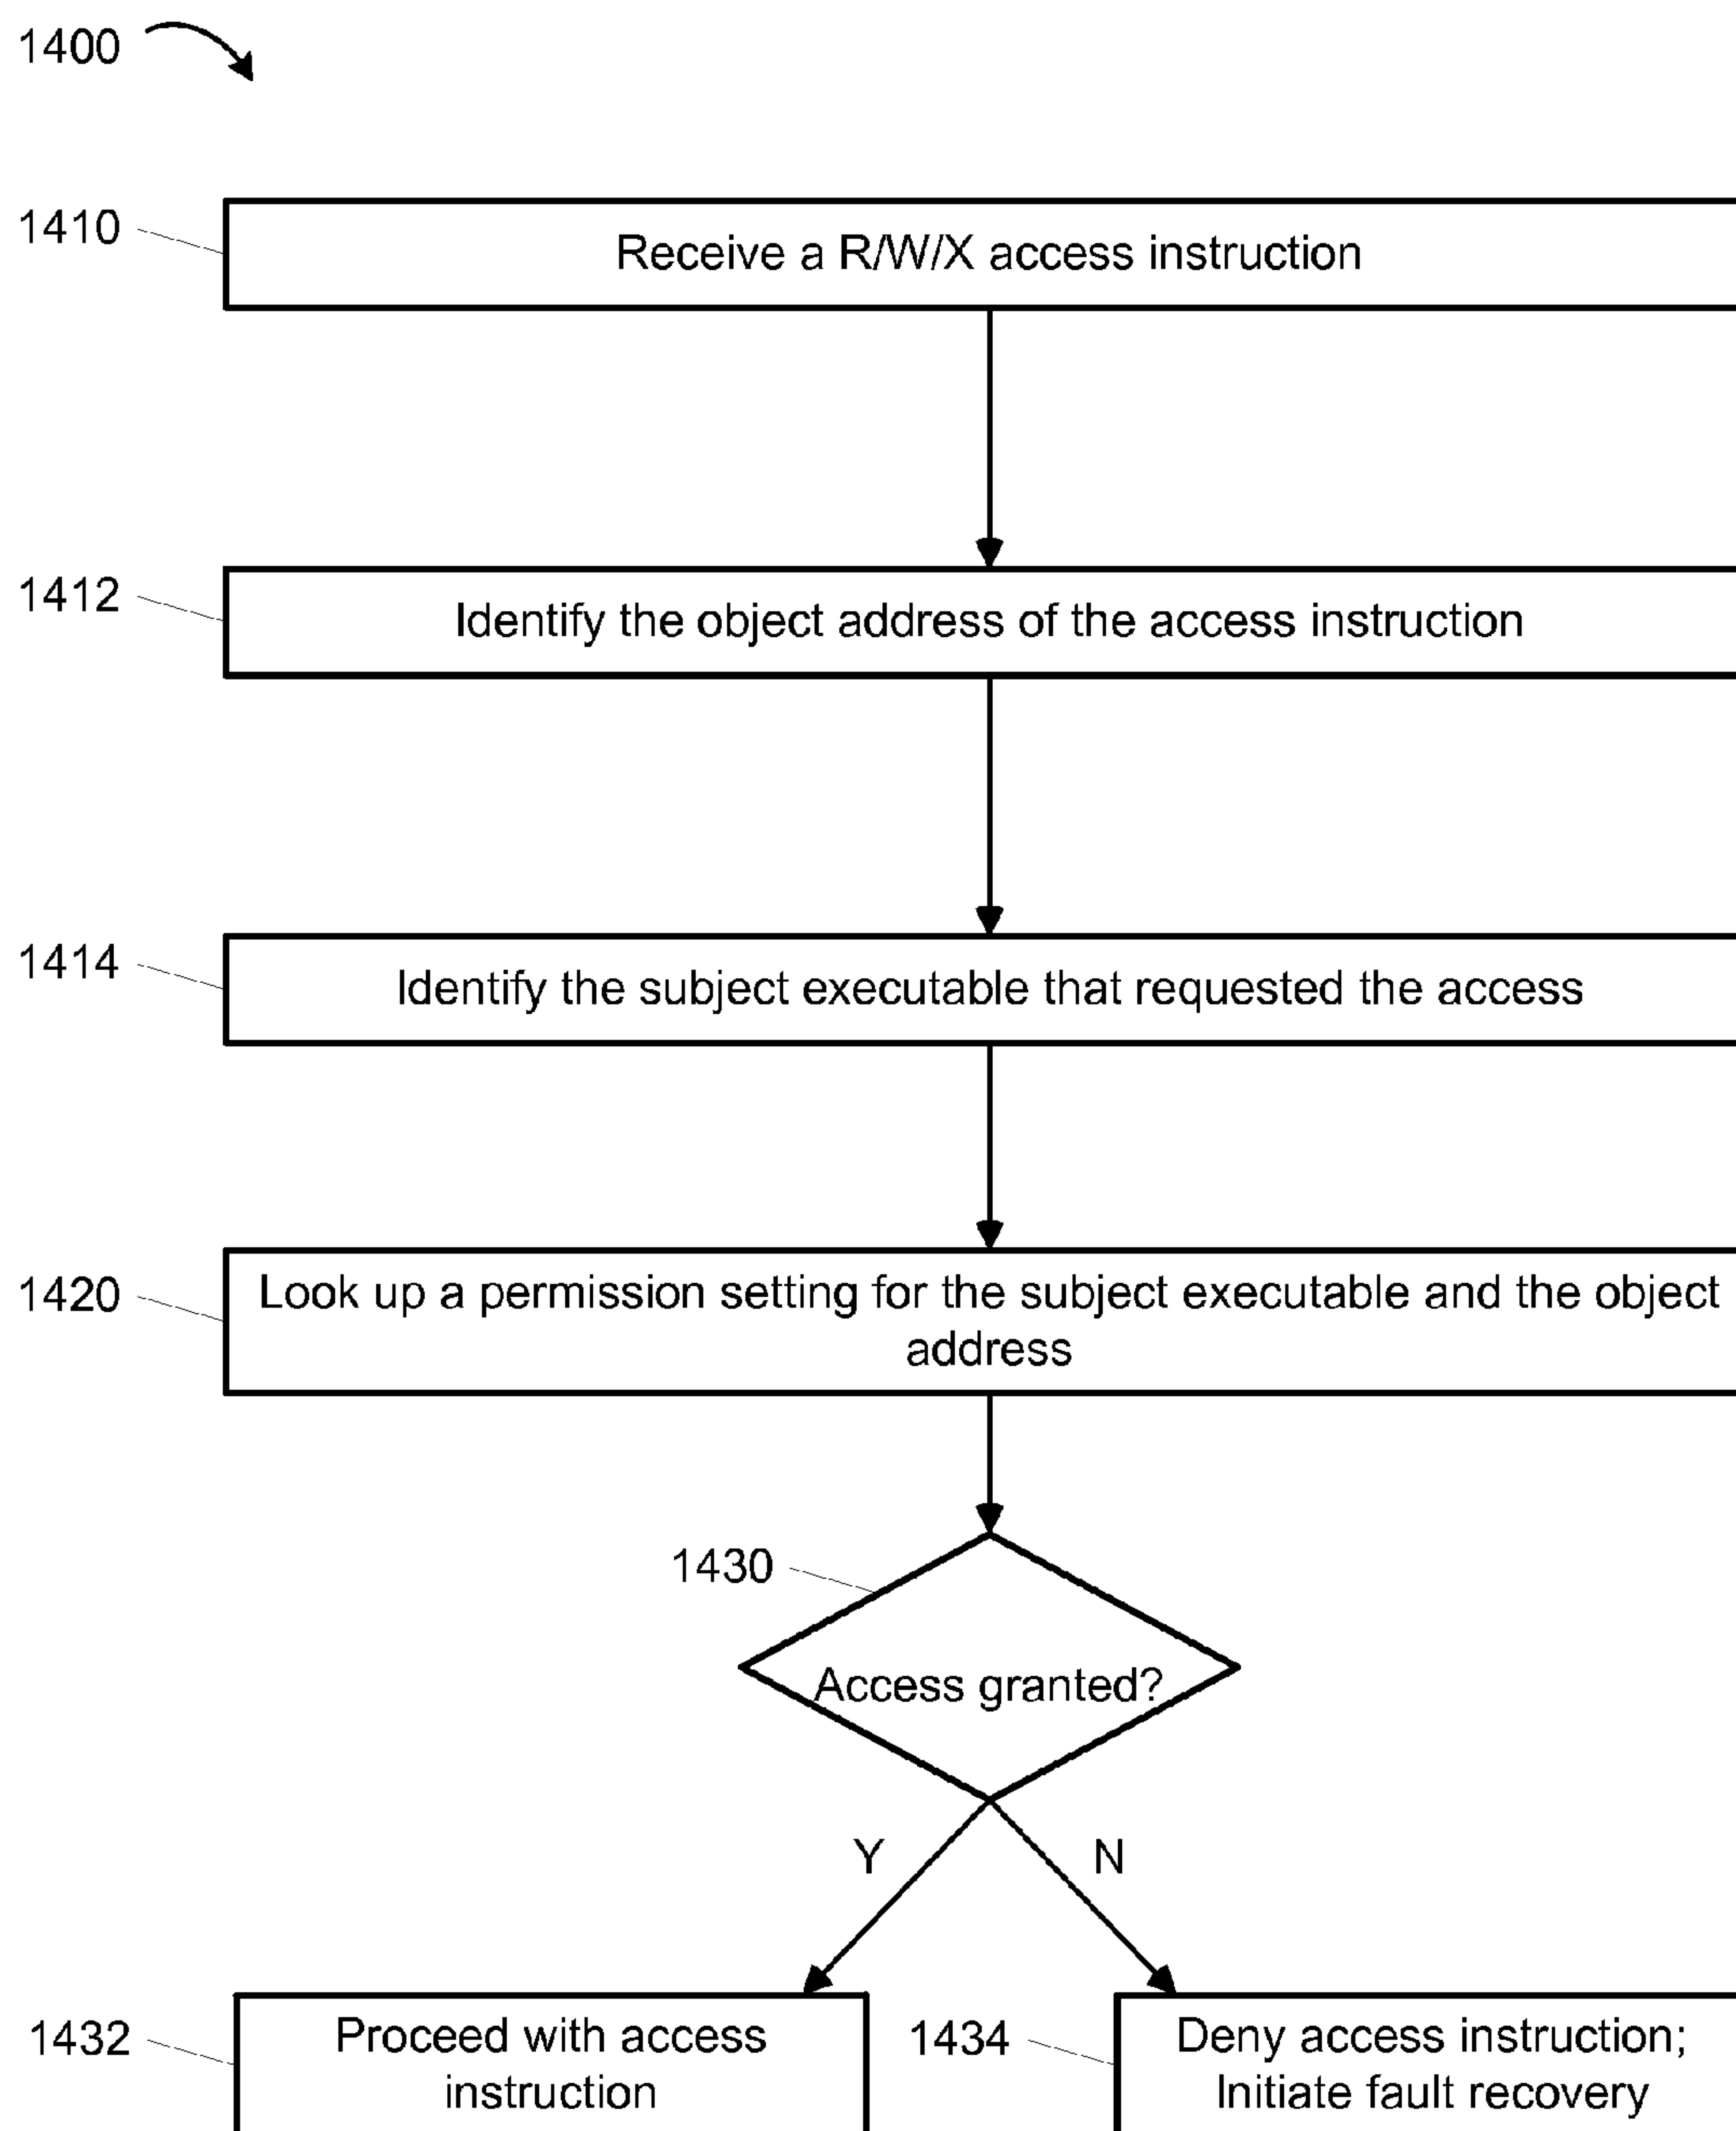 1400
1410
Receive a R/W/X access instruction
1412
Identify the object address of the access instruction
1414
Identify the subject executable that requested the access
1420
Look up a permission setting for the subject executable and the object
address
1430
Access granted?
Y
N
1432
Proceed with access
instruction
1434
Deny access instruction;
Initiate fault recovery